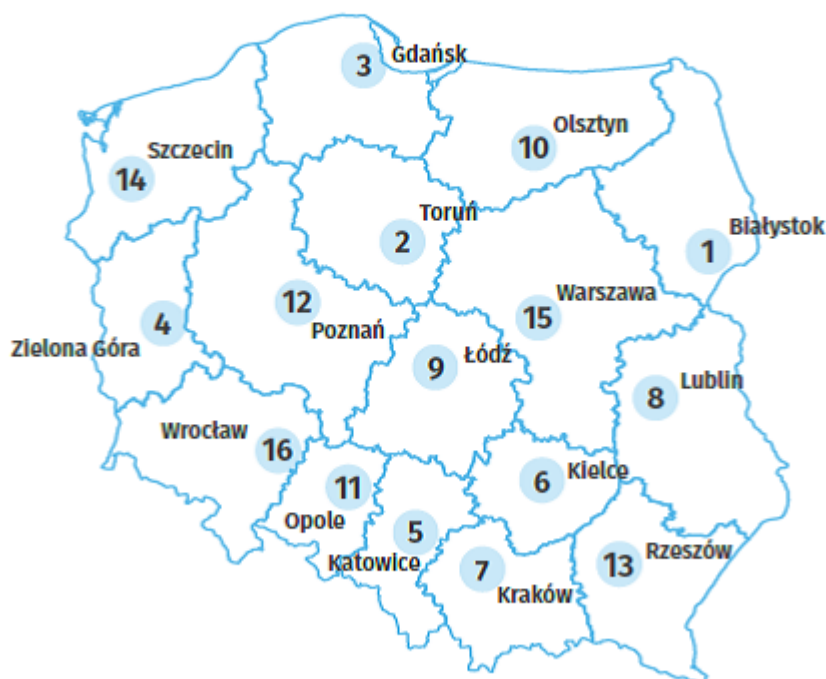 3 Gdańsk
10 Olsztyn
14 Szczecin
2 Toruń
1 Białystok
12 Poznań
15 Warszawa
4 Zielona Góra
9 Łódź
8 Lublin
16 Wrocław
6 Kielce
11 Opole
5 Katowice
7 Kraków
13 Rzeszów